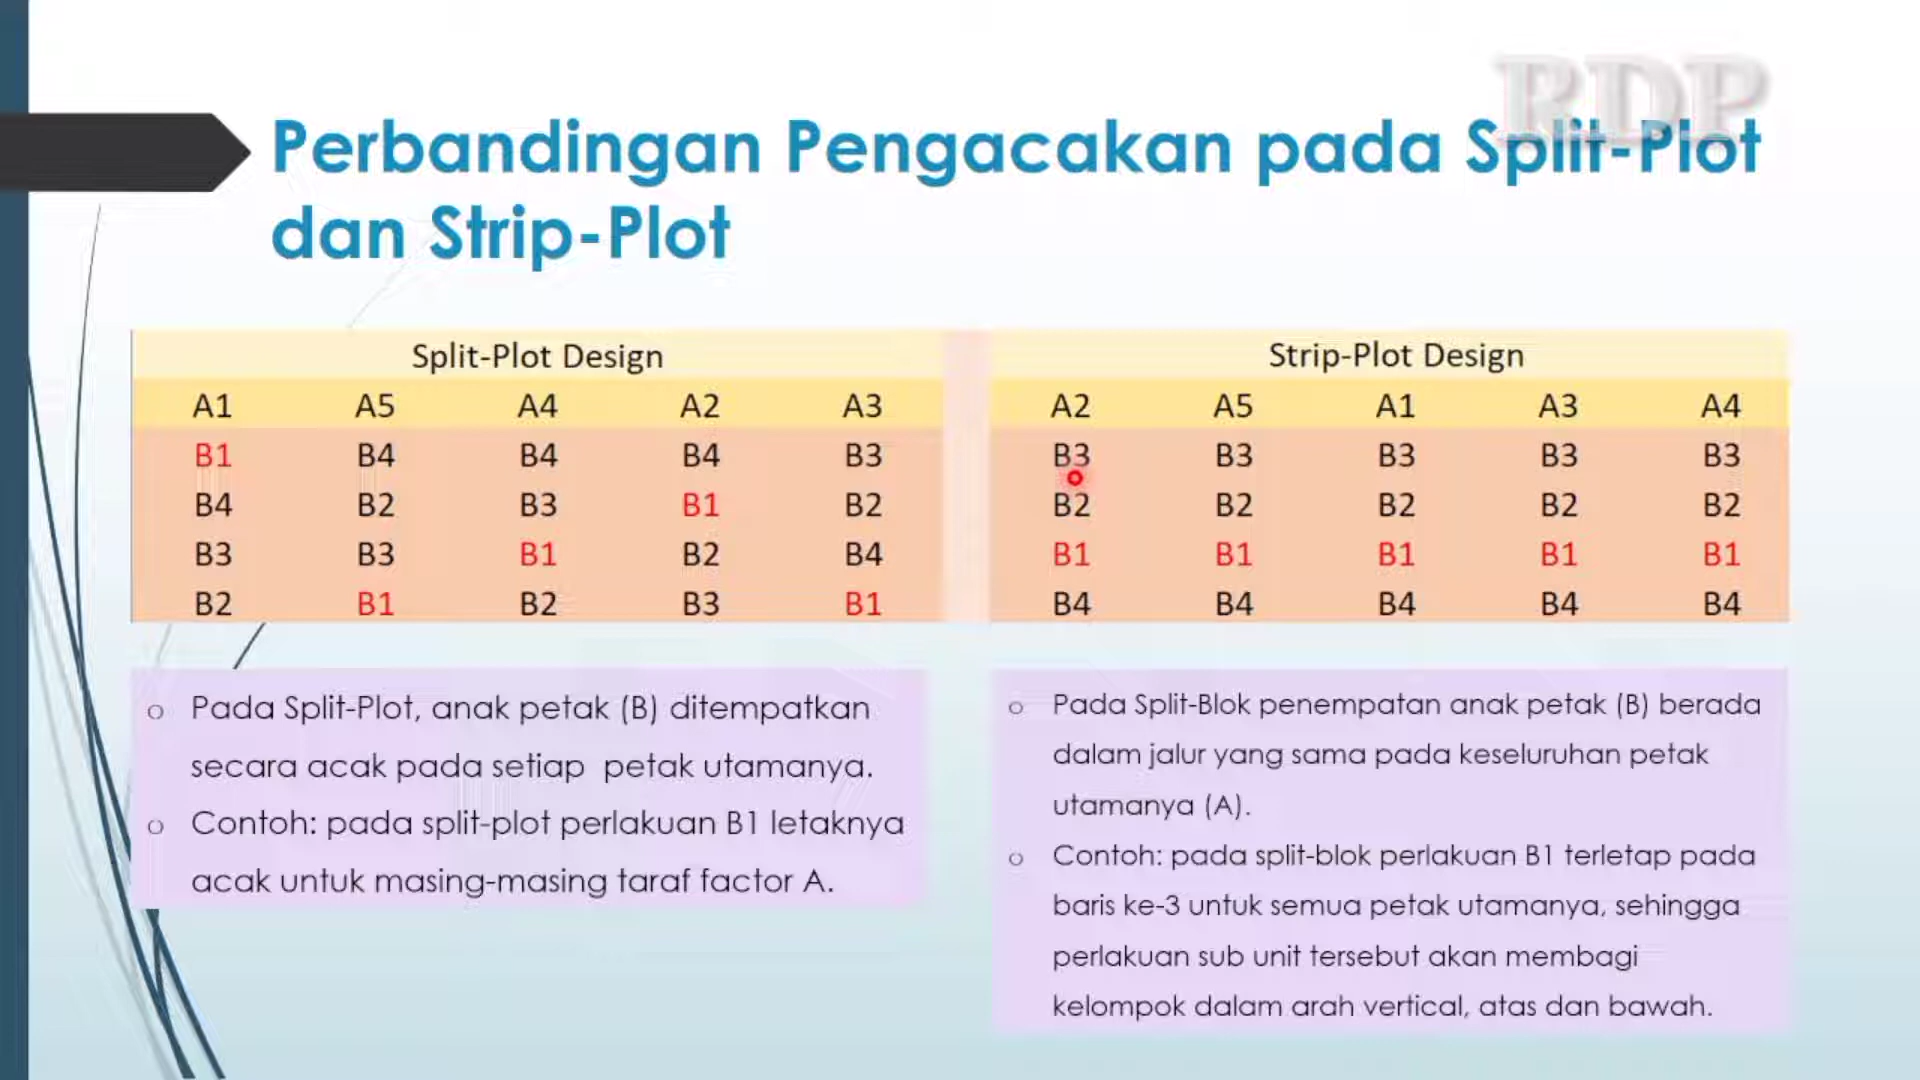 RDP
Perbandingan Pengacakan pada Split-Plot
dan Strip-Plot
Split-Plot Design
A1 A5 A4 A2 A3
B1 B4 B4 B4 B3
B4 B2 B3 B1 B2
B3 B3 B1 B2 B4
B2 B1 B2 B3 B1
Strip-Plot Design
A2 A5 A1 A3 A4
B3 B3 B3 B3 B3
B2 B2 B2 B2 B2
B1 B1 B1 B1 B1
B4 B4 B4 B4 B4
o Pada Split-Plot, anak petak (B) ditempatkan
secara acak pada setiap petak utamanya.
o Contoh: pada split-plot perlakuan B1 letaknya
acak untuk masing-masing taraf factor A.
o Pada Split-Blok penempatan anak petak (B) berada
dalam jalur yang sama pada keseluruhan petak
utamanya (A).
o Contoh: pada split-blok perlakuan B1 terletap pada
baris ke-3 untuk semua petak utamanya, sehingga
perlakuan sub unit tersebut akan membagi
kelompok dalam arah vertical, atas dan bawah.